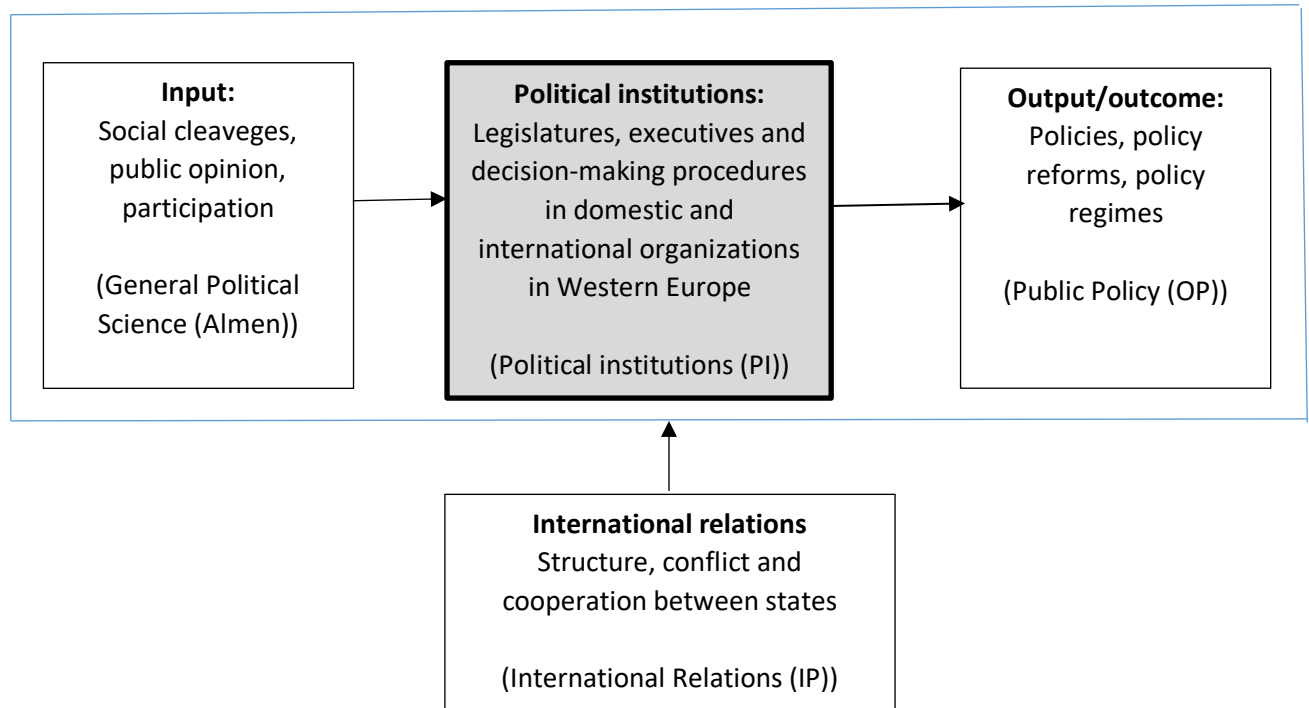 Input:
Social cleaveges,
public opinion,
participation
(General Political
Science (Almen))
Political institutions:
Legislatures, executives and
decision-making procedures
in domestic and
international organizations
in Western Europe
(Political institutions (PI))
Output/outcome:
Policies, policy
reforms, policy
regimes
(Public Policy (OP))
International relations
Structure, conflict and
cooperation between states
(International Relations (IP))